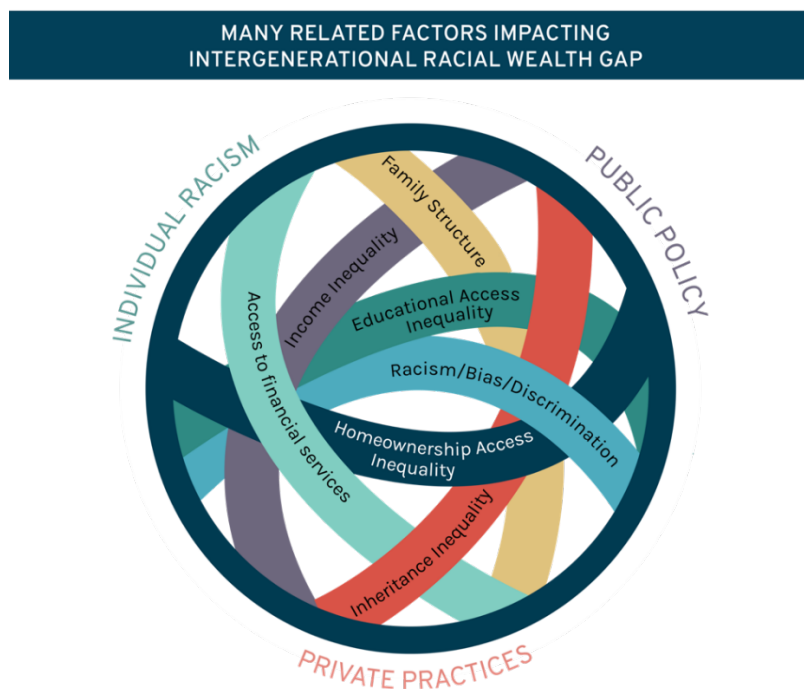 MANY RELATED FACTORS IMPACTING
INTERGENERATIONAL RACIAL WEALTH GAP
INDIVIDUAL RACISM
PUBLIC POLICY
Family Structure
Income Inequality
Educational Access
Inequality
Access to financial services
Racism/Bias/Discrimination
Homeownership Access
Inequality
Inheritance Inequality
PRIVATE PRACTICES